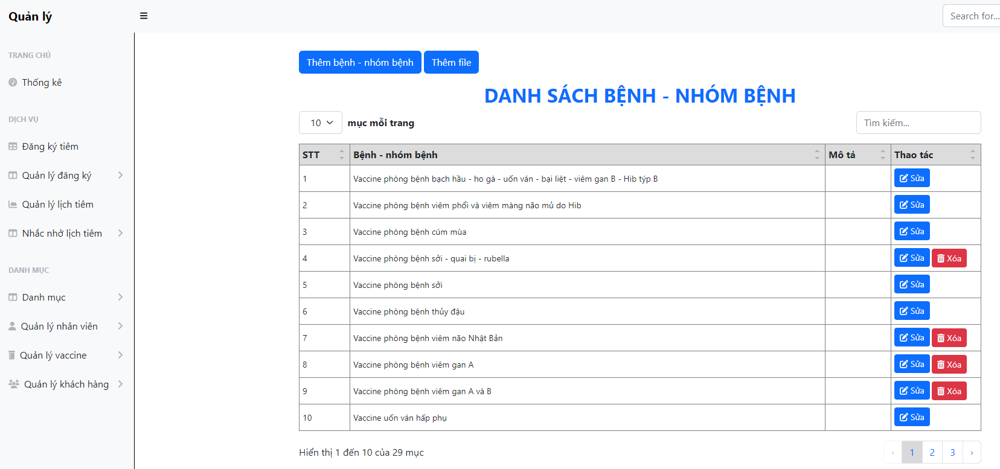 Quản lý
Search for...
TRANG CHỦ
Thống kê
DỊCH VỤ
Đăng ký tiêm
Quản lý đăng ký
Quản lý lịch tiêm
Nhắc nhở lịch tiêm
DANH MỤC
Danh mục
Quản lý nhân viên
Quản lý vaccine
Quản lý khách hàng
Thêm bệnh - nhóm bệnh Thêm file
DANH SÁCH BỆNH - NHÓM BỆNH
10 mục mỗi trang Tìm kiếm...
STT Bệnh - nhóm bệnh Mô tả Thao tác
1 Vaccine phòng bệnh bạch hầu - ho gà - uốn ván - bại liệt - viêm gan B - Hib týp B Sửa
2 Vaccine phòng bệnh viêm phổi và viêm màng não mủ do Hib Sửa
3 Vaccine phòng bệnh cúm mùa Sửa
4 Vaccine phòng bệnh sởi - quai bị - rubella Sửa Xóa
5 Vaccine phòng bệnh sởi Sửa
6 Vaccine phòng bệnh thủy đậu Sửa
7 Vaccine phòng bệnh viêm não Nhật Bản Sửa Xóa
8 Vaccine phòng bệnh viêm gan A Sửa Xóa
9 Vaccine phòng bệnh viêm gan A và B Sửa Xóa
10 Vaccine uốn ván hấp phụ Sửa
Hiển thị 1 đến 10 của 29 mục ‹ 1 2 3 ›